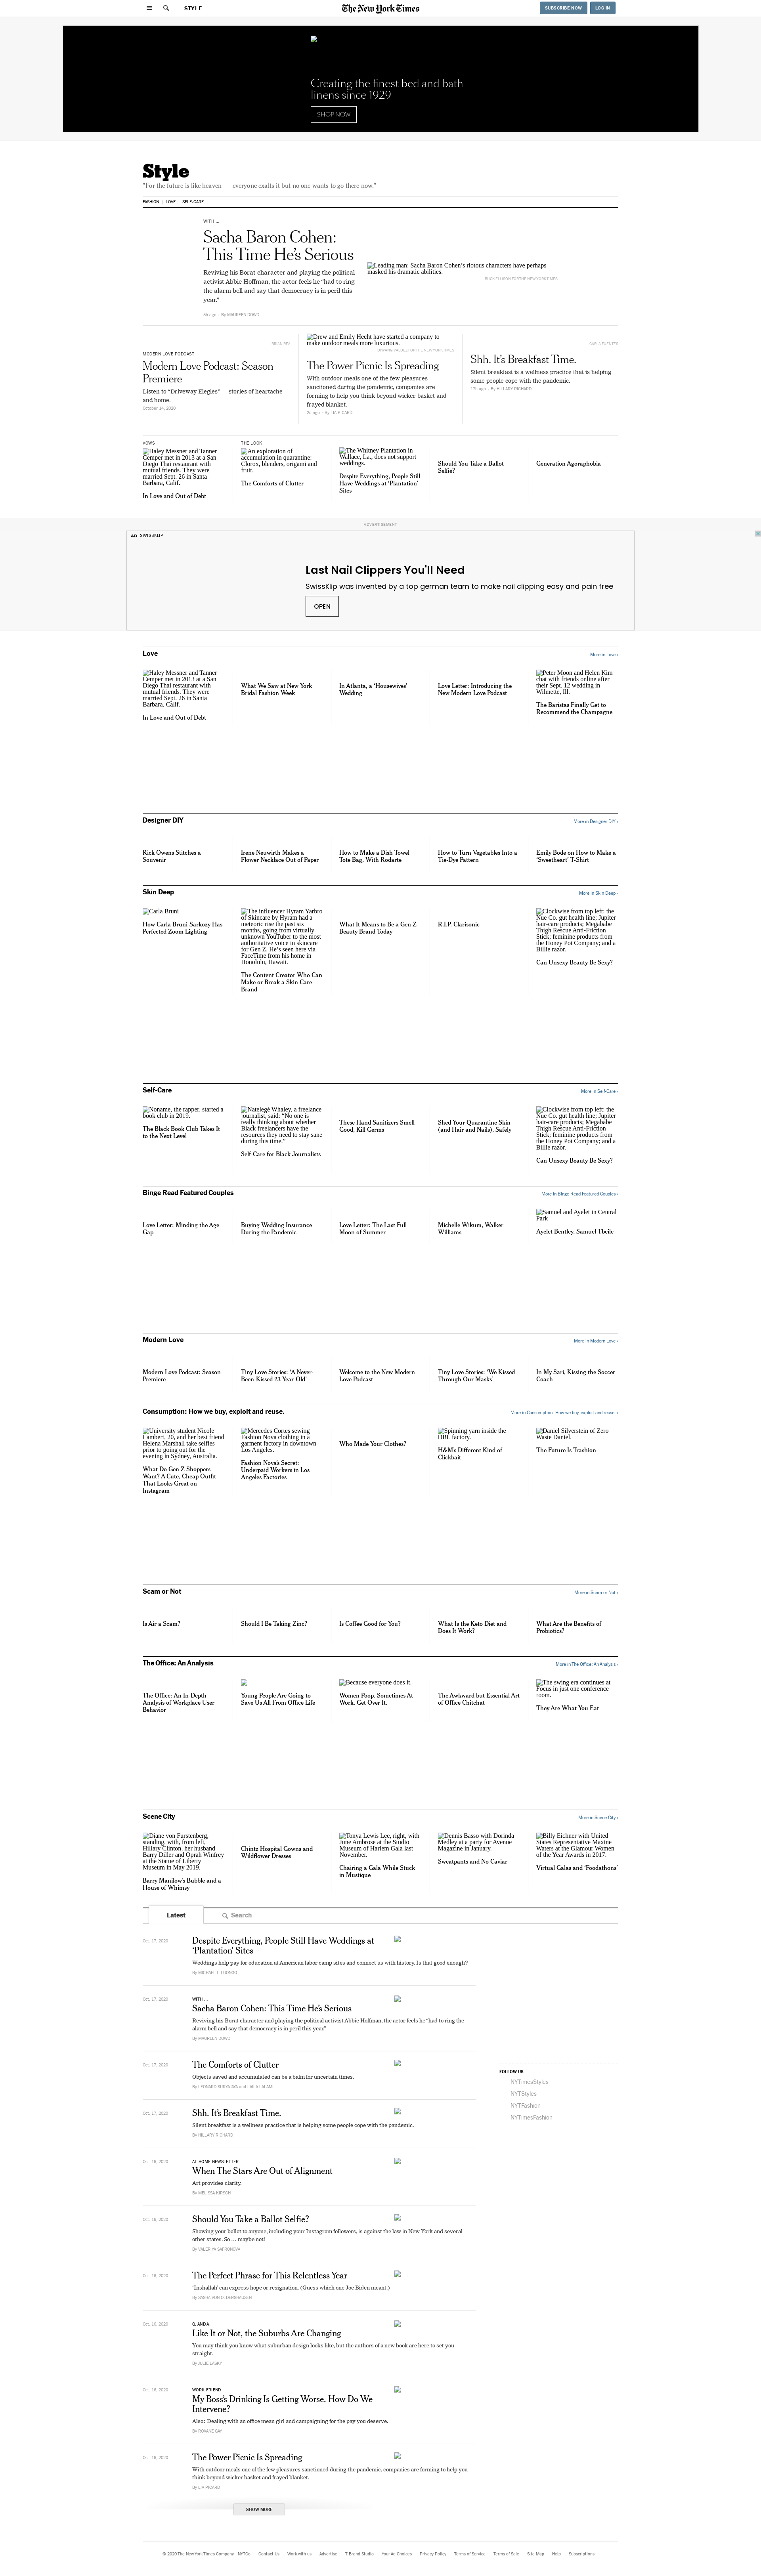 STYLE
The New York Times
SUBSCRIBE NOW
LOG IN
Creating the finest bed and bath
linens since 1929
SHOP NOW
Style
"For the future is like heaven — everyone exalts it but no one wants to go there now."
FASHION
LOVE
SELF-CARE
WITH ...
Sacha Baron Cohen:
This Time He's Serious
Reviving his Borat character and playing the political
activist Abbie Hoffman, the actor feels he "had to ring
the alarm bell and say that democracy is in peril this
year."
By MAUREEN DOWD
Leading man: Sacha Baron Cohen's riotous characters have perhaps
masked his dramatic abilities.
MODERN LOVE PODCAST
Modern Love Podcast: Season
Premiere
Listen to "Driveway Elegies" — stories of heartache
and home.
October 14, 2020
Drew and Emily Hecht have started a company to
make outdoor meals more luxurious.
The Power Picnic Is Spreading
With outdoor meals one of the few pleasures
sanctioned during the pandemic, companies are
forming to help you think beyond wicker basket and
frayed blanket.
By LIA PICARD
Shh. It's Breakfast Time.
Silent breakfast is a wellness practice that is helping
some people cope with the pandemic.
17h ago · By HILLARY RICHARD
VOWS
Haley Messner and Tanner
Cemper met in 2013 at a San
Diego Thai restaurant with
mutual friends. They were
married Sept. 26 in Santa
Barbara, Calif.
In Love and Out of Debt
THE LOOK
An exploration of
accumulation in quarantine:
Clorox, blenders, origami and
fruit.
The Comforts of Clutter
The Whitney Plantation in
Wallace, La., does not support
weddings.
Despite Everything, People Still
Have Weddings at 'Plantation'
Sites
Should You Take a Ballot
Selfie?
Generation Agoraphobia
ADVERTISEMENT
AD SWISSKLIP
Last Nail Clippers You'll Need
SwissKlip was invented by a top german team to make nail clipping easy and pain free
OPEN
Love
More in Love ›
Haley Messner and Tanner
Cemper met in 2013 at a San
Diego Thai restaurant with
mutual friends. They were
married Sept. 26 in Santa
Barbara, Calif.
In Love and Out of Debt
What We Saw at New York
Bridal Fashion Week
In Atlanta, a 'Housewives'
Wedding
Love Letter: Introducing the
New Modern Love Podcast
Peter Moon and Helen Kim
chat with friends online after
their Sept. 12 wedding in
Wilmette, Ill.
The Baristas Finally Get to
Recommend the Champagne
Designer DIY
More in Designer DIY ›
Rick Owens Stitches a
Souvenir
Irene Neuwirth Makes a
Flower Necklace Out of Paper
How to Make a Dish Towel
Tote Bag, With Rodarte
How to Turn Vegetables Into a
Tie-Dye Pattern
Emily Bode on How to Make a
'Sweetheart' T-Shirt
Skin Deep
More in Skin Deep ›
Carla Bruni
How Carla Bruni-Sarkozy Has
Perfected Zoom Lighting
The influencer Hyram Yarbro
of Skincare by Hyram had a
meteroic rise the past six
months, going from virtually
unknown YouTuber to the most
authoritative voice in skincare
for Gen Z. He's seen here via
FaceTime from his home in
Honolulu, Hawaii.
The Content Creator Who Can
Make or Break a Skin Care
Brand
What It Means to Be a Gen Z
Beauty Brand Today
R.I.P. Clarisonic
Clockwise from top left: the
Nue Co. gut health line; Jupiter
hair-care products; Megababe
Thigh Rescue Anti-Friction
Stick; feminine products from
the Honey Pot Company; and a
Billie razor.
Can Unsexy Beauty Be Sexy?
Self-Care
More in Self-Care ›
Noname, the rapper, started a
book club in 2019.
The Black Book Club Takes It
to the Next Level
Natelegé Whaley, a freelance
journalist, said: "No one is
really thinking about whether
Black freelancers have the
resources they need to stay sane
during this time."
Self-Care for Black Journalists
These Hand Sanitizers Smell
Good, Kill Germs
Shed Your Quarantine Skin
(and Hair and Nails), Safely
Clockwise from top left: the
Nue Co. gut health line; Jupiter
hair-care products; Megababe
Thigh Rescue Anti-Friction
Stick; feminine products from
the Honey Pot Company; and a
Billie razor.
Can Unsexy Beauty Be Sexy?
Binge Read Featured Couples
More in Binge Read Featured Couples ›
Love Letter: Minding the Age
Gap
Buying Wedding Insurance
During the Pandemic
Love Letter: The Last Full
Moon of Summer
Michelle Wikum, Walker
Williams
Samuel and Ayelet in Central
Park
Ayelet Bentley, Samuel Tbeile
Modern Love
More in Modern Love ›
Modern Love Podcast: Season
Premiere
Tiny Love Stories: 'A Never-
Been-Kissed 23-Year-Old'
Welcome to the New Modern
Love Podcast
Tiny Love Stories: 'We Kissed
Through Our Masks'
In My Sari, Kissing the Soccer
Coach
Consumption: How we buy, exploit and reuse.
More in Consumption: How we buy, exploit and reuse. ›
University student Nicole
Lambert, 20, and her best friend
Helena Marshall take selfies
prior to going out for the
evening in Sydney, Australia.
What Do Gen Z Shoppers
Want? A Cute, Cheap Outfit
That Looks Great on
Instagram
Mercedes Cortes sewing
Fashion Nova clothing in a
garment factory in downtown
Los Angeles.
Fashion Nova's Secret:
Underpaid Workers in Los
Angeles Factories
Who Made Your Clothes?
Spinning yarn inside the
DBL factory.
H&M's Different Kind of
Clickbait
Daniel Silverstein of Zero
Waste Daniel.
The Future Is Trashion
Scam or Not
More in Scam or Not ›
Is Air a Scam?
Should I Be Taking Zinc?
Is Coffee Good for You?
What Is the Keto Diet and
Does It Work?
What Are the Benefits of
Probiotics?
The Office: An Analysis
More in The Office: An Analysis ›
The Office: An In-Depth
Analysis of Workplace User
Behavior
Young People Are Going to
Save Us All From Office Life
Because everyone does it.
Women Poop. Sometimes At
Work. Get Over It.
The Awkward but Essential Art
of Office Chitchat
The swing era continues at
Focus in just one conference
room.
They Are What You Eat
Scene City
More in Scene City ›
Diane von Furstenberg,
standing, with, from left,
Hillary Clinton, her husband
Barry Diller and Oprah Winfrey
at the Statue of Liberty
Museum in May 2019.
Barry Manilow's Bubble and a
House of Whimsy
Chintz Hospital Gowns and
Wildflower Dresses
Tonya Lewis Lee, right, with
June Ambrose at the Studio
Museum of Harlem Gala last
November.
Chairing a Gala While Stuck
in Mustique
Dennis Basso with Dorinda
Medley at a party for Avenue
Magazine in January.
Sweatpants and No Caviar
Billy Eichner with United
States Representative Maxine
Waters at the Glamour Women
of the Year Awards in 2017.
Virtual Galas and 'Foodathons'
Latest
Search
Oct. 17, 2020
Despite Everything, People Still Have Weddings at
'Plantation' Sites
Weddings help pay for education at American labor camp sites and connect us with history. Is that good enough?
Oct. 17, 2020
WITH ...
Sacha Baron Cohen: This Time He's Serious
Reviving his Borat character and playing the political activist Abbie Hoffman, the actor feels he "had to ring the
alarm bell and say that democracy is in peril this year."
By MAUREEN DOWD
Oct. 17, 2020
The Comforts of Clutter
Objects saved and accumulated can be a balm for uncertain times.
Oct. 17, 2020
Shh. It's Breakfast Time.
Silent breakfast is a wellness practice that is helping some people cope with the pandemic.
By HILLARY RICHARD
Oct. 16, 2020
AT HOME NEWSLETTER
When The Stars Are Out of Alignment
Art provides clarity.
By MELISSA KIRSCH
Oct. 16, 2020
Should You Take a Ballot Selfie?
Showing your ballot to anyone, including your Instagram followers, is against the law in New York and several
other states. So ... maybe not!
By VALERIYA SAFRONOVA
Oct. 16, 2020
The Perfect Phrase for This Relentless Year
'Inshallah' can express hope or resignation. (Guess which one Joe Biden meant.)
Oct. 16, 2020
Q. AND A.
Like It or Not, the Suburbs Are Changing
You may think you know what suburban design looks like, but the authors of a new book are here to set you
straight.
By JULIE LASKY
Oct. 16, 2020
WORK FRIEND
My Boss's Drinking Is Getting Worse. How Do We
Intervene?
Also: Dealing with an office mean girl and campaigning for the pay you deserve.
By ROXANE GAY
Oct. 16, 2020
The Power Picnic Is Spreading
With outdoor meals one of the few pleasures sanctioned during the pandemic, companies are forming to help you
think beyond wicker basket and frayed blanket.
By LIA PICARD
SHOW MORE
FOLLOW US
NYTimesStyles
NYTStyles
NYTFashion
NYTimesFashion
© 2020 The New York Times Company
NYTCo
Contact Us
Work with us
Advertise
T Brand Studio
Your Ad Choices
Privacy Policy
Terms of Service
Terms of Sale
Site Map
Help
Subscriptions